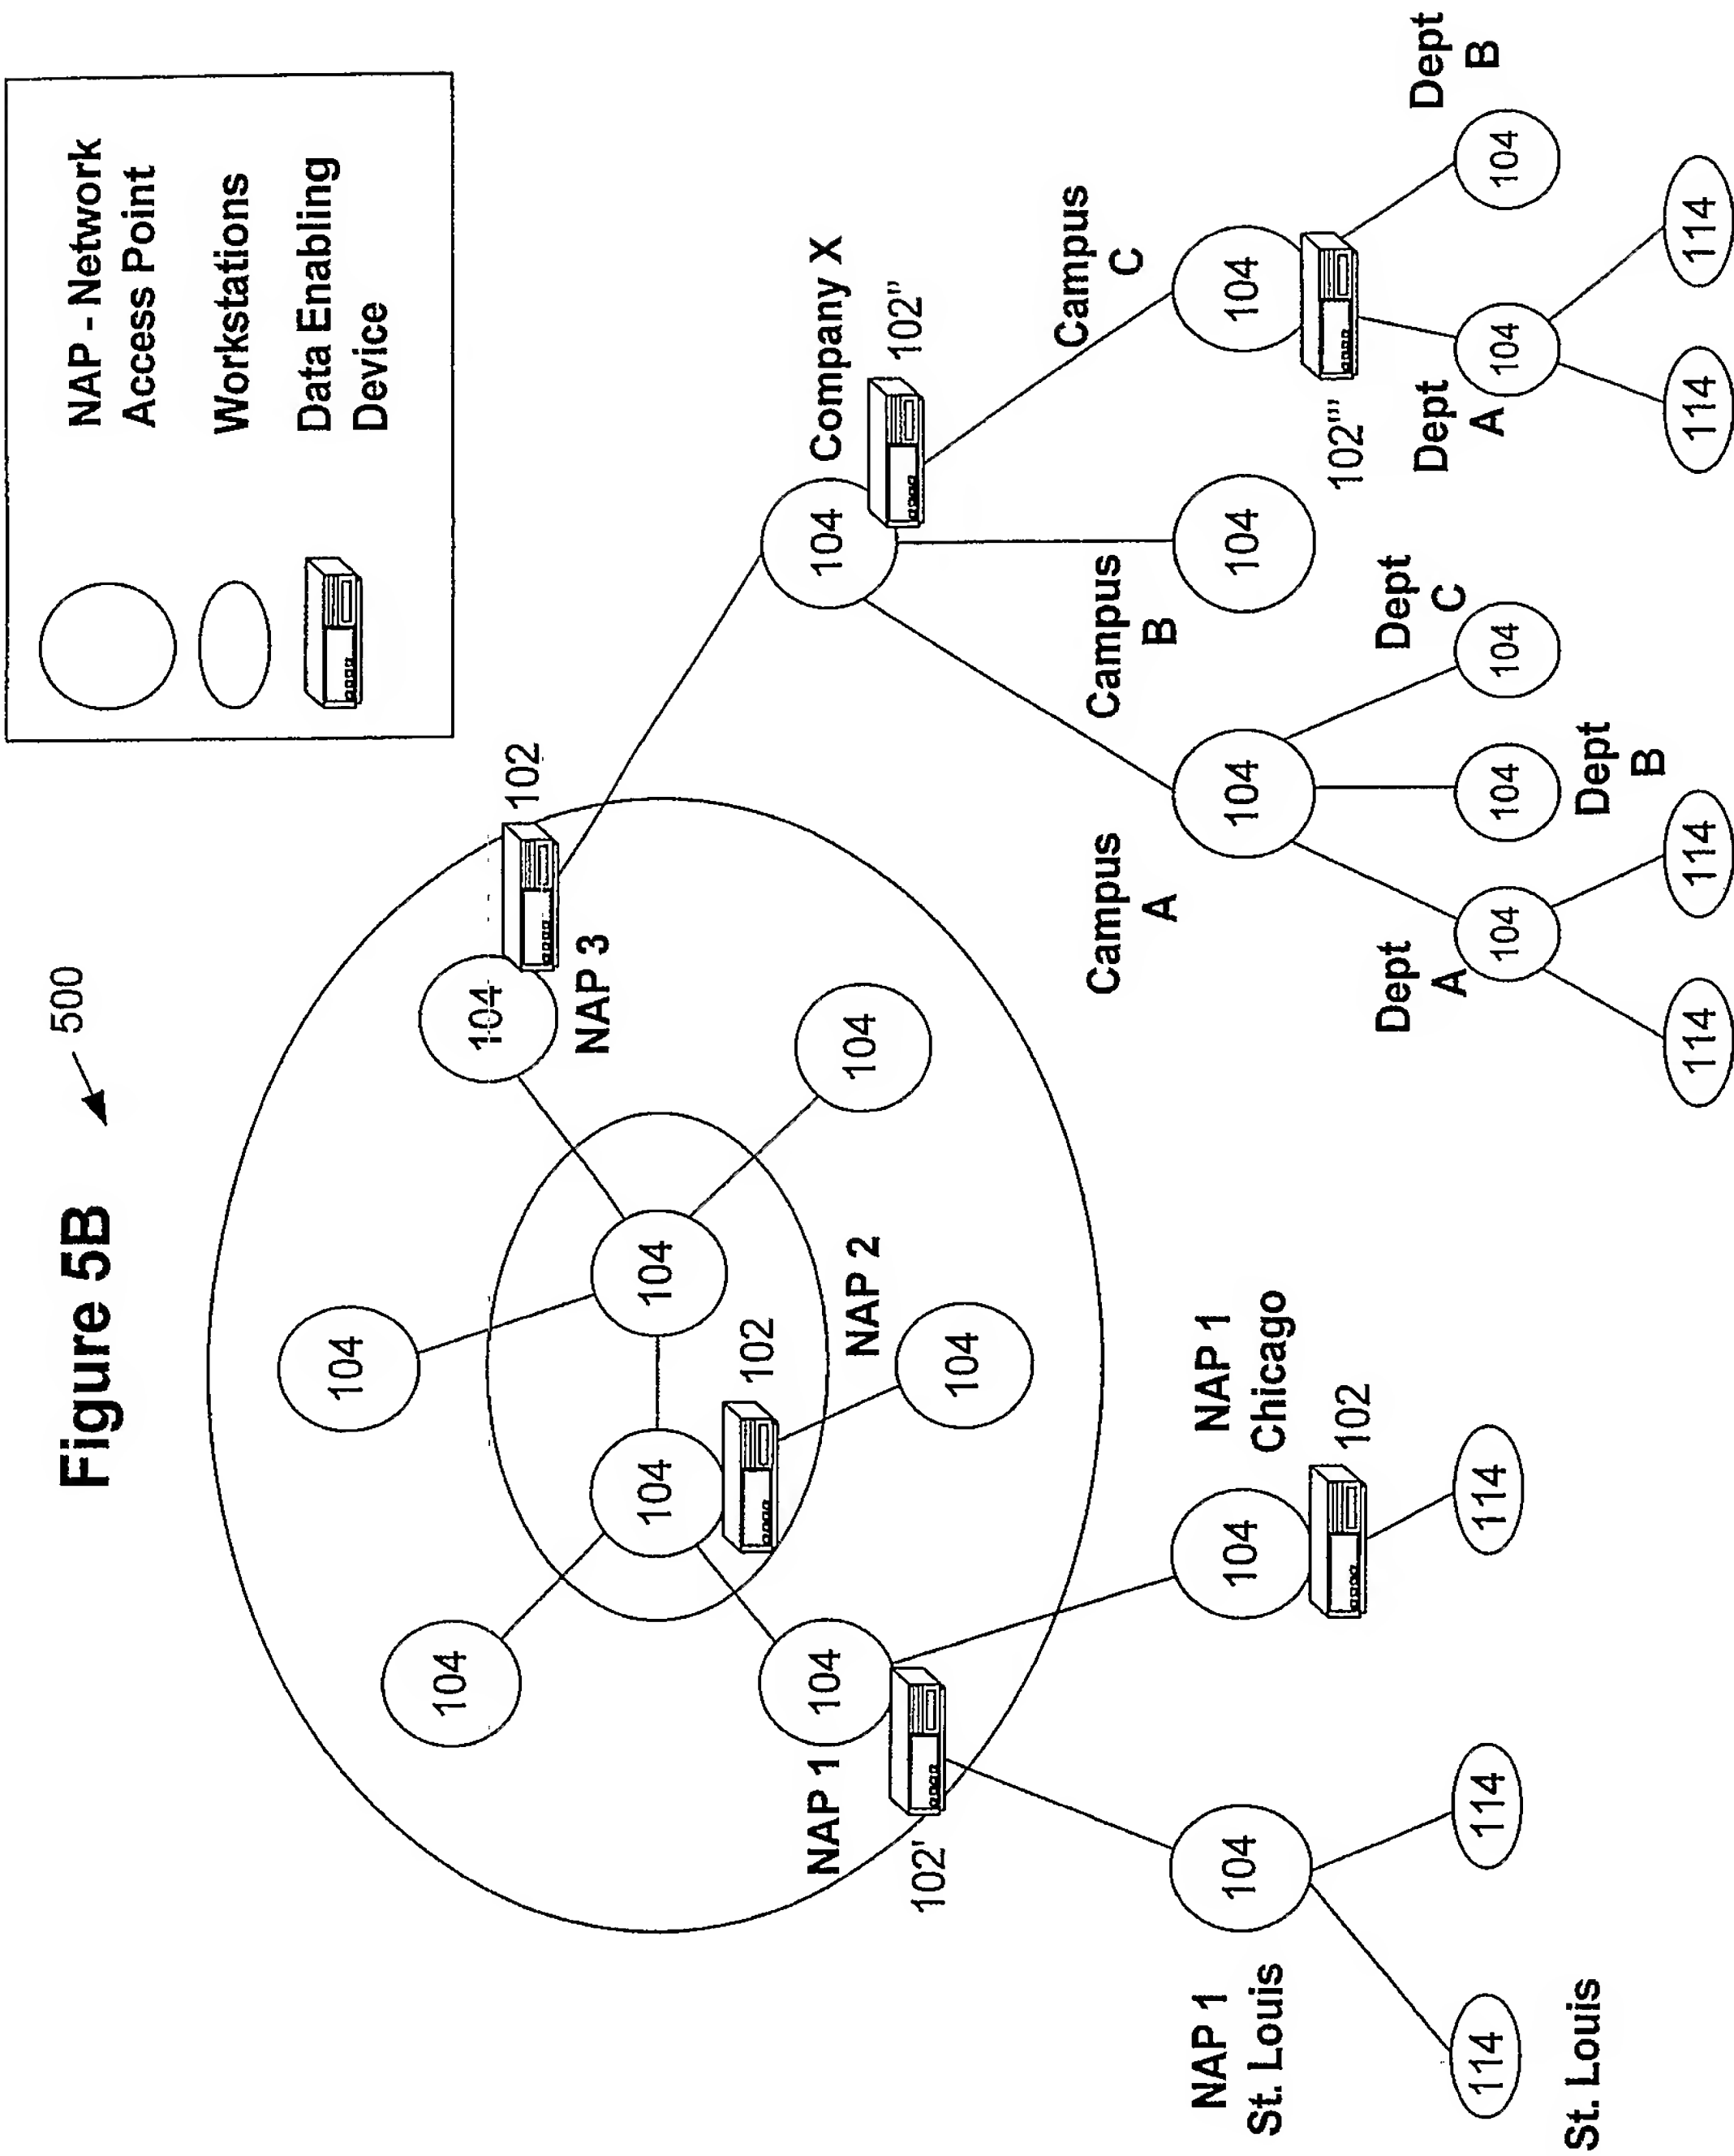 Figure 5B
500
NAP - Network
Access Point
Workstations
Data Enabling
Device
104
104
104
NAP 3
102
104
104
102
104
NAP 2
104
NAP 1
104
102'
104
Company X
102"
NAP 1
St. Louis
104
NAP 1
Chicago
104
102
Campus
A
104
Campus
B
104
Campus
C
104
102"'
114
114
114
St. Louis
Dept
A
104
104
Dept
B
Dept
C
104
Dept
A
104
Dept
B
104
114
114
114
114